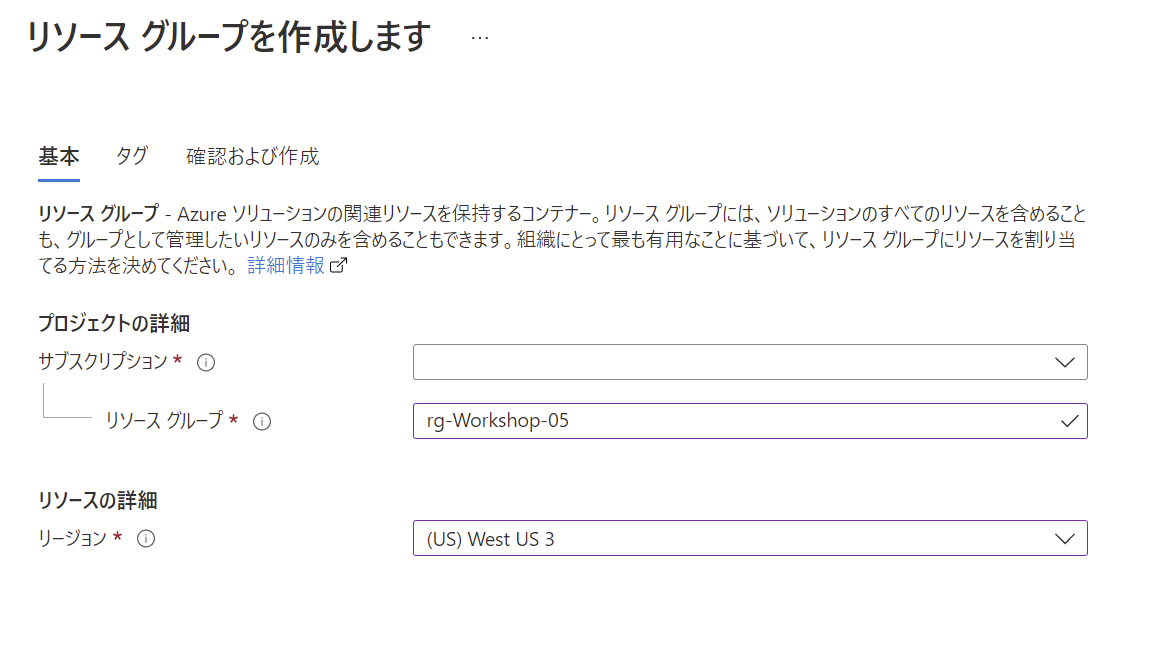 リソース グループを作成します ...
基本 タグ 確認および作成
リソース グループ - Azure ソリューションの関連リソースを保持するコンテナー。リソース グループには、ソリューションのすべてのリソースを含めること
も、グループとして管理したいリソースのみを含めることもできます。組織にとって最も有用なことに基づいて、リソース グループにリソースを割り当
てる方法を決めてください。 詳細情報
プロジェクトの詳細
サブスクリプション *
リソース グループ * rg-Workshop-05
リソースの詳細
リージョン * (US) West US 3